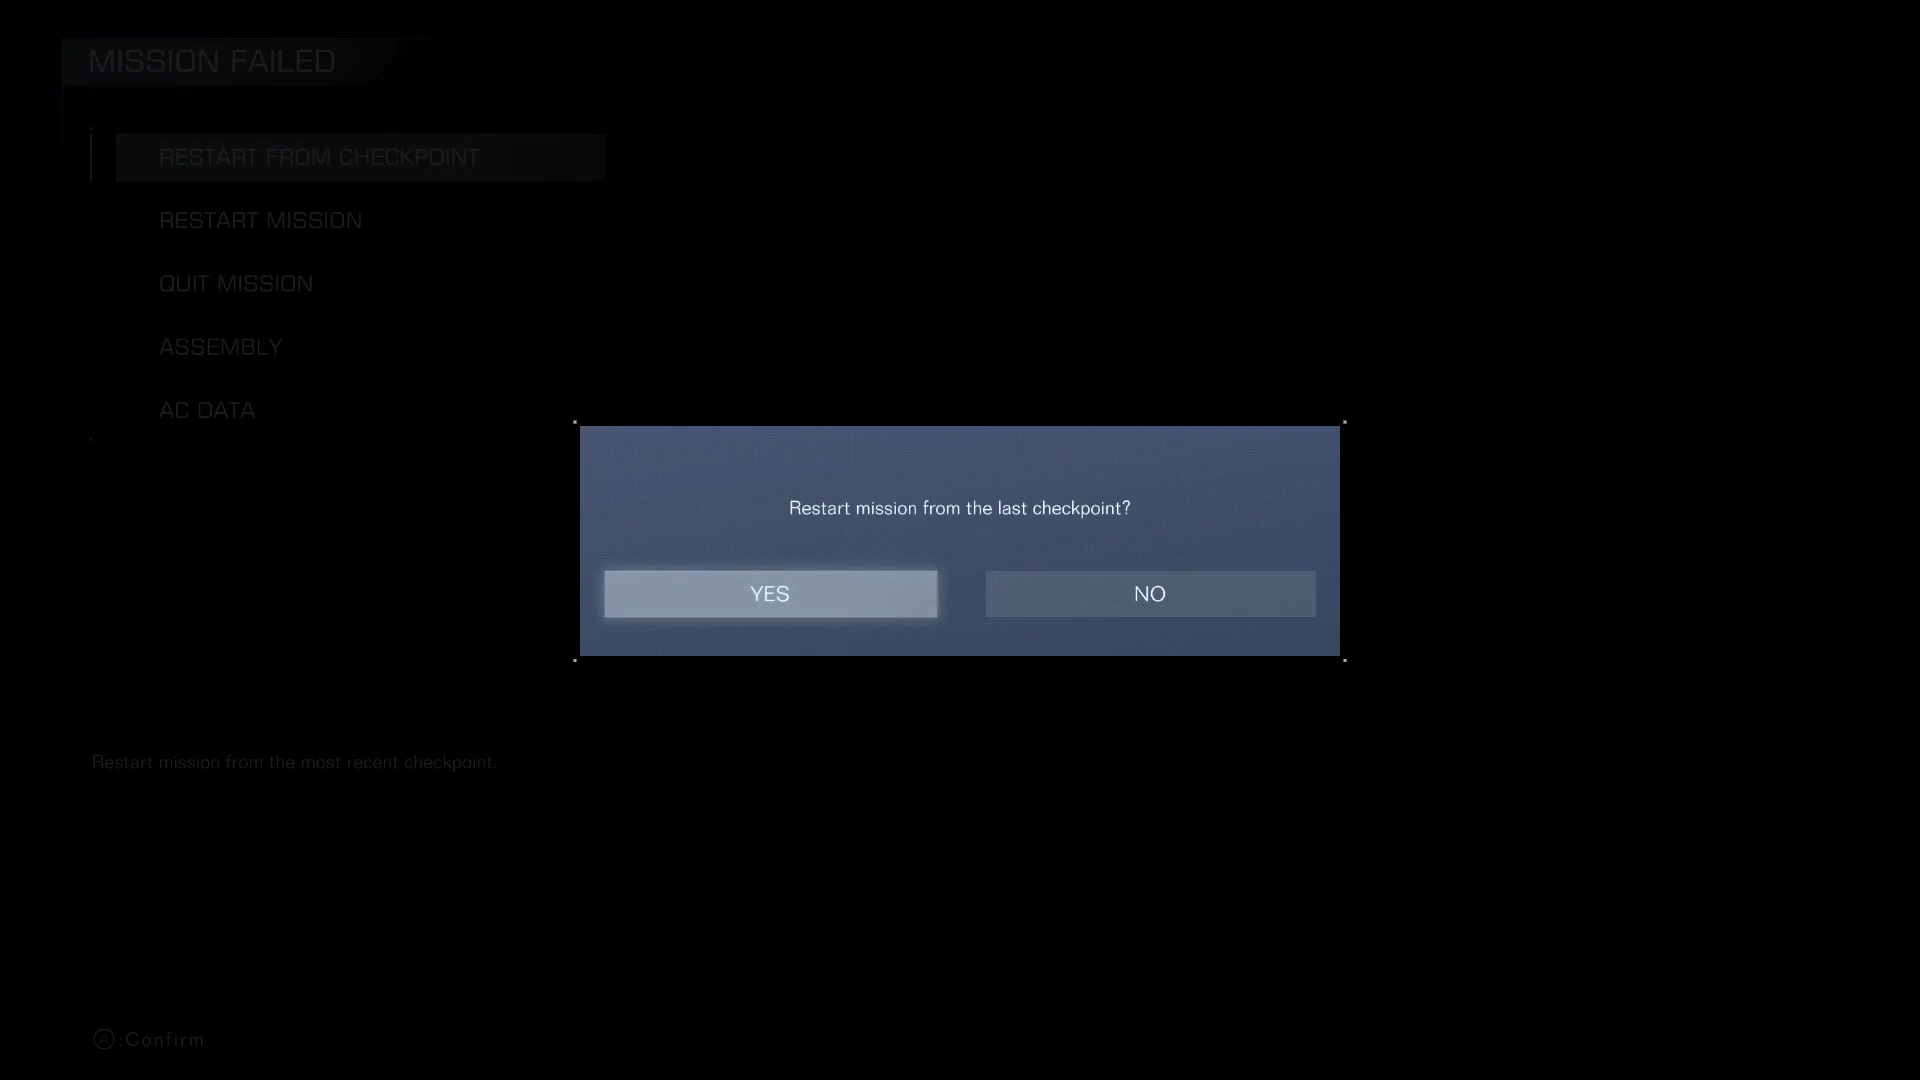 MISSION FAILED
RESTART FROM CHECKPOINT
RESTART MISSION
QUIT MISSION
ASSEMBLY
AC DATA
Restart mission from the last checkpoint?
YES
NO
Restart mission from the most recent checkpoint.
Ⓐ:Confirm